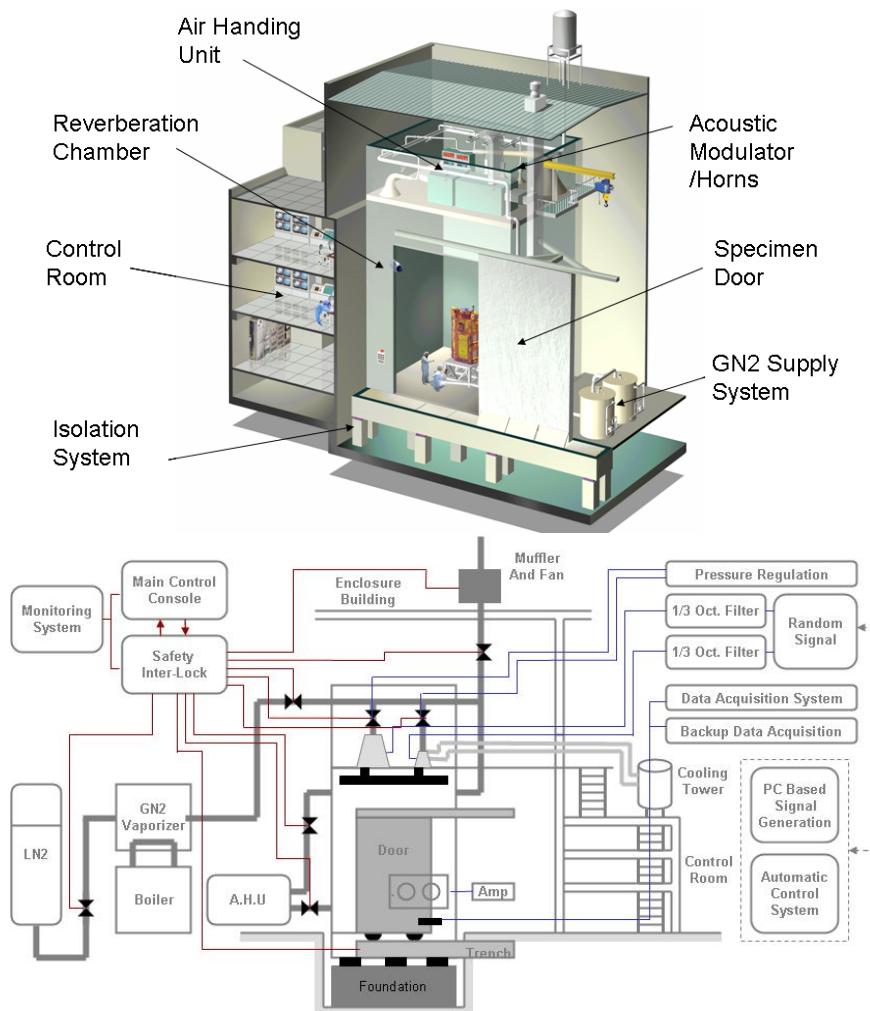 Air Handing
Unit
Reverberation
Chamber
Acoustic
Modulator
/Horns
Control
Room
Specimen
Door
GN2 Supply
System
Isolation
System
Muffler
And Fan
Enclosure
Building
Pressure Regulation
Main Control
Console
Monitoring
System
1/3 Oct. Filter
Random
Signal
1/3 Oct. Filter
Safety
Inter-Lock
Data Acquisition System
Backup Data Acquisition
Cooling
Tower
PC Based
Signal
Generation
GN2
Vaporizer
LN2
Door
Control
Room
Boiler
A.H.U
Amp
Automatic
Control
System
Trench
Foundation